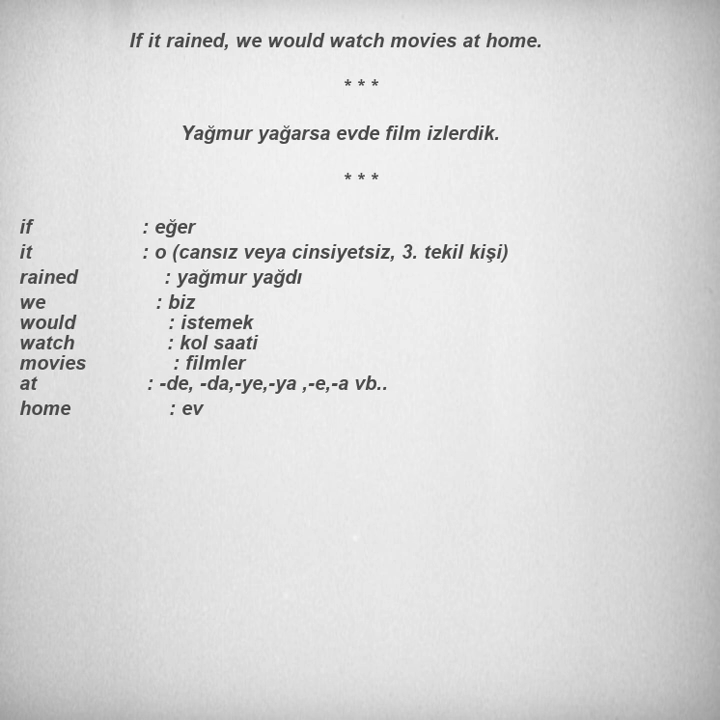 If it rained, we would watch movies at home.
* * *
Yağmur yağarsa evde film izlerdik.
* * *
if : eğer
it : o (cansız veya cinsiyetsiz, 3. tekil kişi)
rained : yağmur yağdı
we : biz
would : istemek
watch : kol saati
movies : filmler
at : -de, -da,-ye,-ya ,-e,-a vb..
home : ev